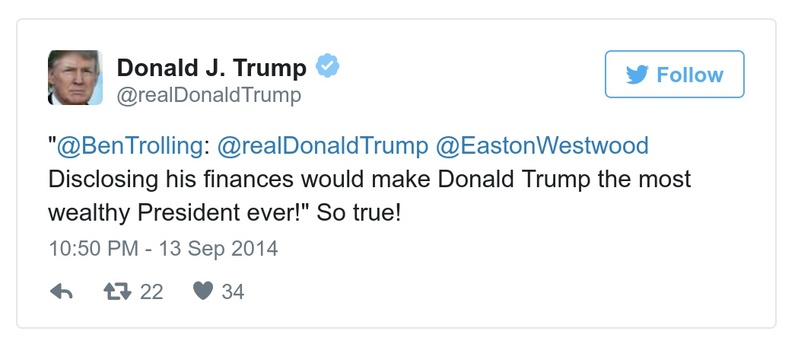 Donald J. Trump
@realDonaldTrump
Follow
"@BenTrolling: @realDonaldTrump @EastonWestwood
Disclosing his finances would make Donald Trump the most
wealthy President ever!" So true!
10:50 PM - 13 Sep 2014
22 34